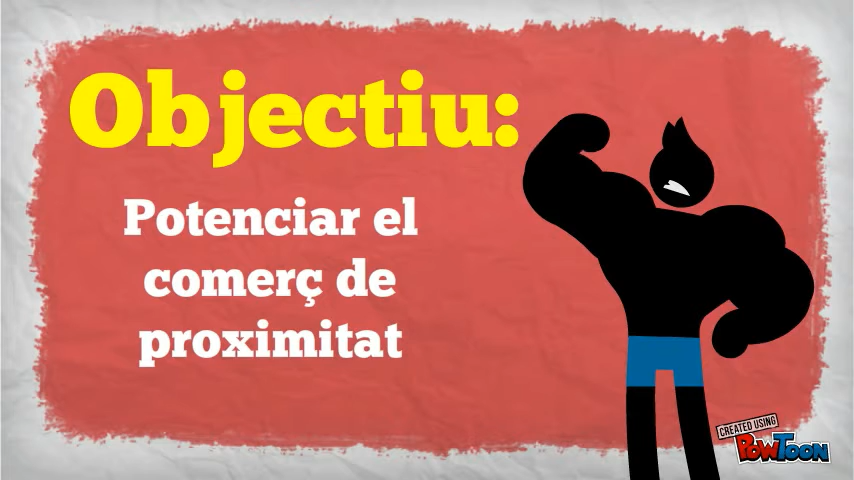 Objectiu:
Potenciar el
comerç de
proximitat
CREATED USING
POWTOON